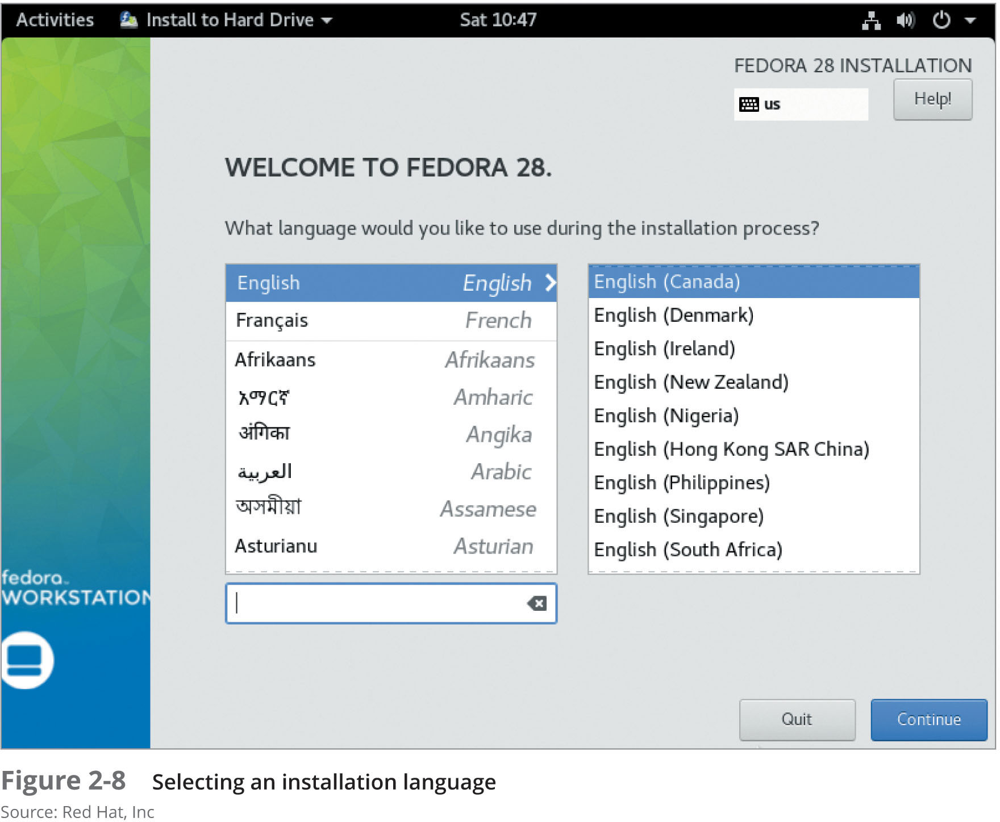 Activities Install to Hard Drive Sat 10:47
FEDORA 28 INSTALLATION
us Help!
WELCOME TO FEDORA 28.
What language would you like to use during the installation process?
English English
Français French
Afrikaans Afrikaans
አማርኛ Amharic
अंगिका Angika
العربية Arabic
অসমীয়া Assamese
Asturianu Asturian
English (Canada)
English (Denmark)
English (Ireland)
English (New Zealand)
English (Nigeria)
English (Hong Kong SAR China)
English (Philippines)
English (Singapore)
English (South Africa)
fedora
WORKSTATION
Quit Continue
Figure 2-8 Selecting an installation language
Source: Red Hat, Inc